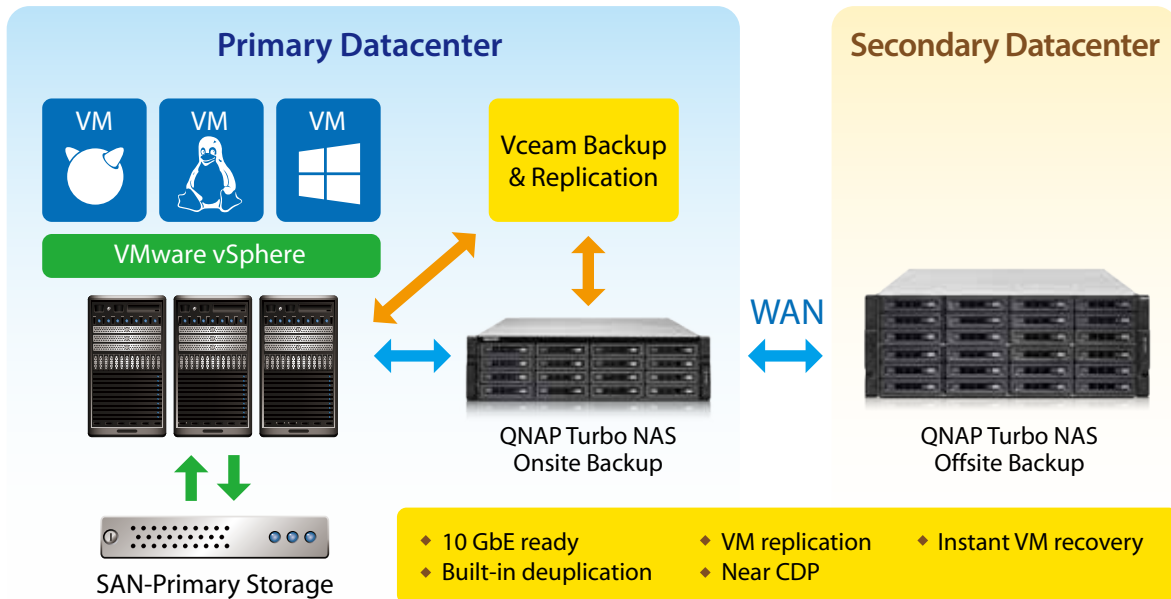 Primary Datacenter
Secondary Datacenter
VM
VM
VM
Vceam Backup
& Replication
VMware vSphere
WAN
QNAP Turbo NAS
Onsite Backup
QNAP Turbo NAS
Offsite Backup
SAN-Primary Storage
10 GbE ready
Built-in deuplication
VM replication
Near CDP
Instant VM recovery